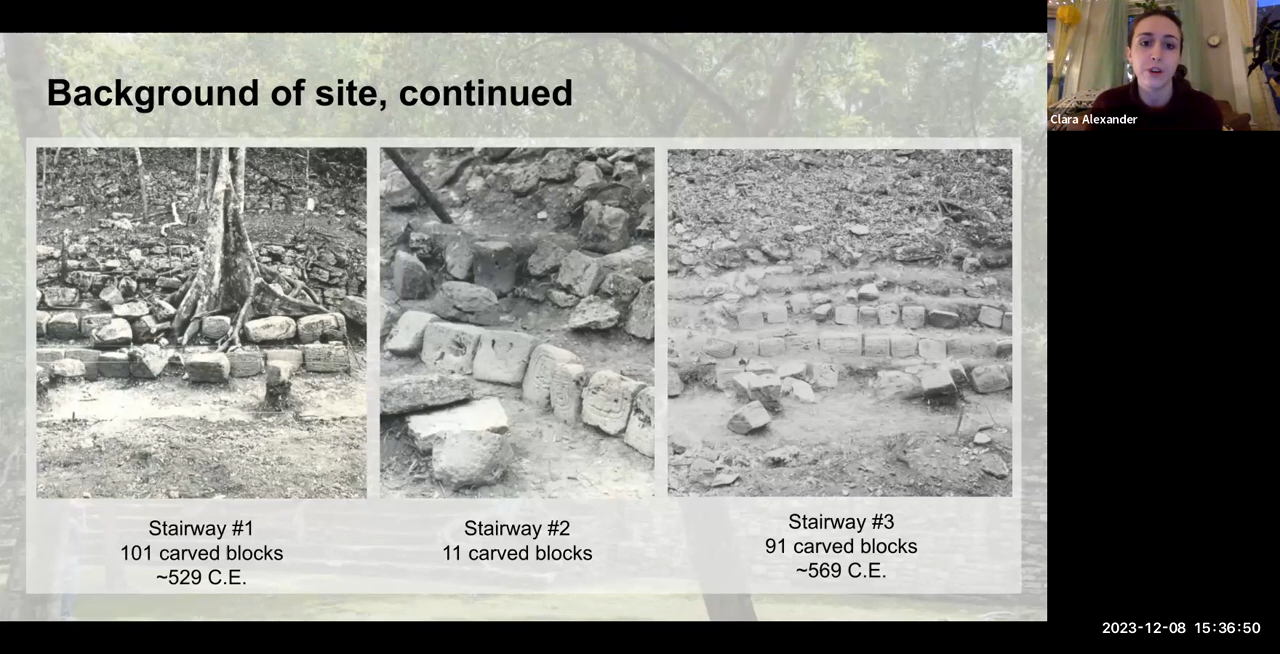 Background of site, continued
Clara Alexander
Stairway #1
101 carved blocks
~529 C.E.
Stairway #2
11 carved blocks
Stairway #3
91 carved blocks
~569 C.E.
2023-12-08 15:36:50